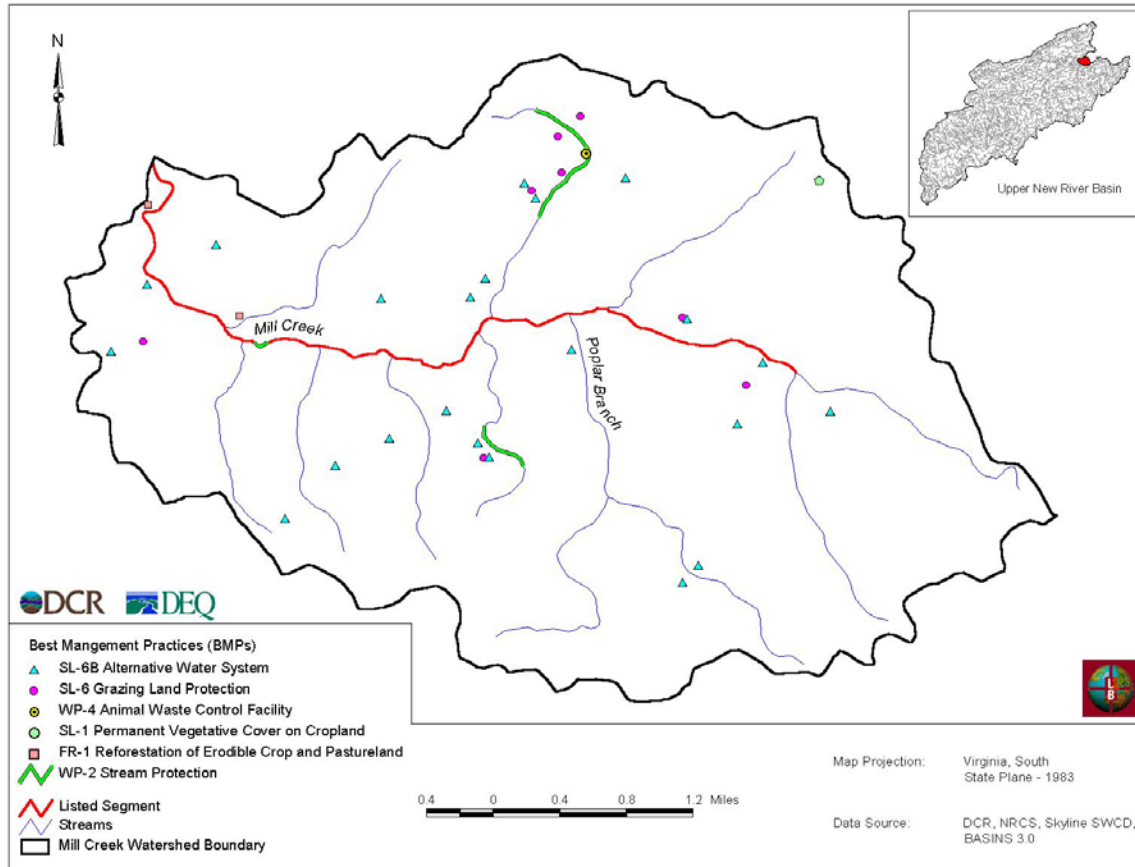 N
Upper New River Basin
Mill Creek
Poplar Branch
DCR DEQ
Best Mangement Practices (BMPs)
SL-6B Alternative Water System
SL-6 Grazing Land Protection
WP-4 Animal Waste Control Facility
SL-1 Permanent Vegetative Cover on Cropland
FR-1 Reforestation of Erodible Crop and Pastureland
WP-2 Stream Protection
Listed Segment
Streams
Mill Creek Watershed Boundary
0.4 0 0.4 0.8 1.2 Miles
L
B
Map Projection: Virginia, South
State Plane - 1983
Data Source: DCR, NRCS, Skyline SWCD,
BASINS 3.0